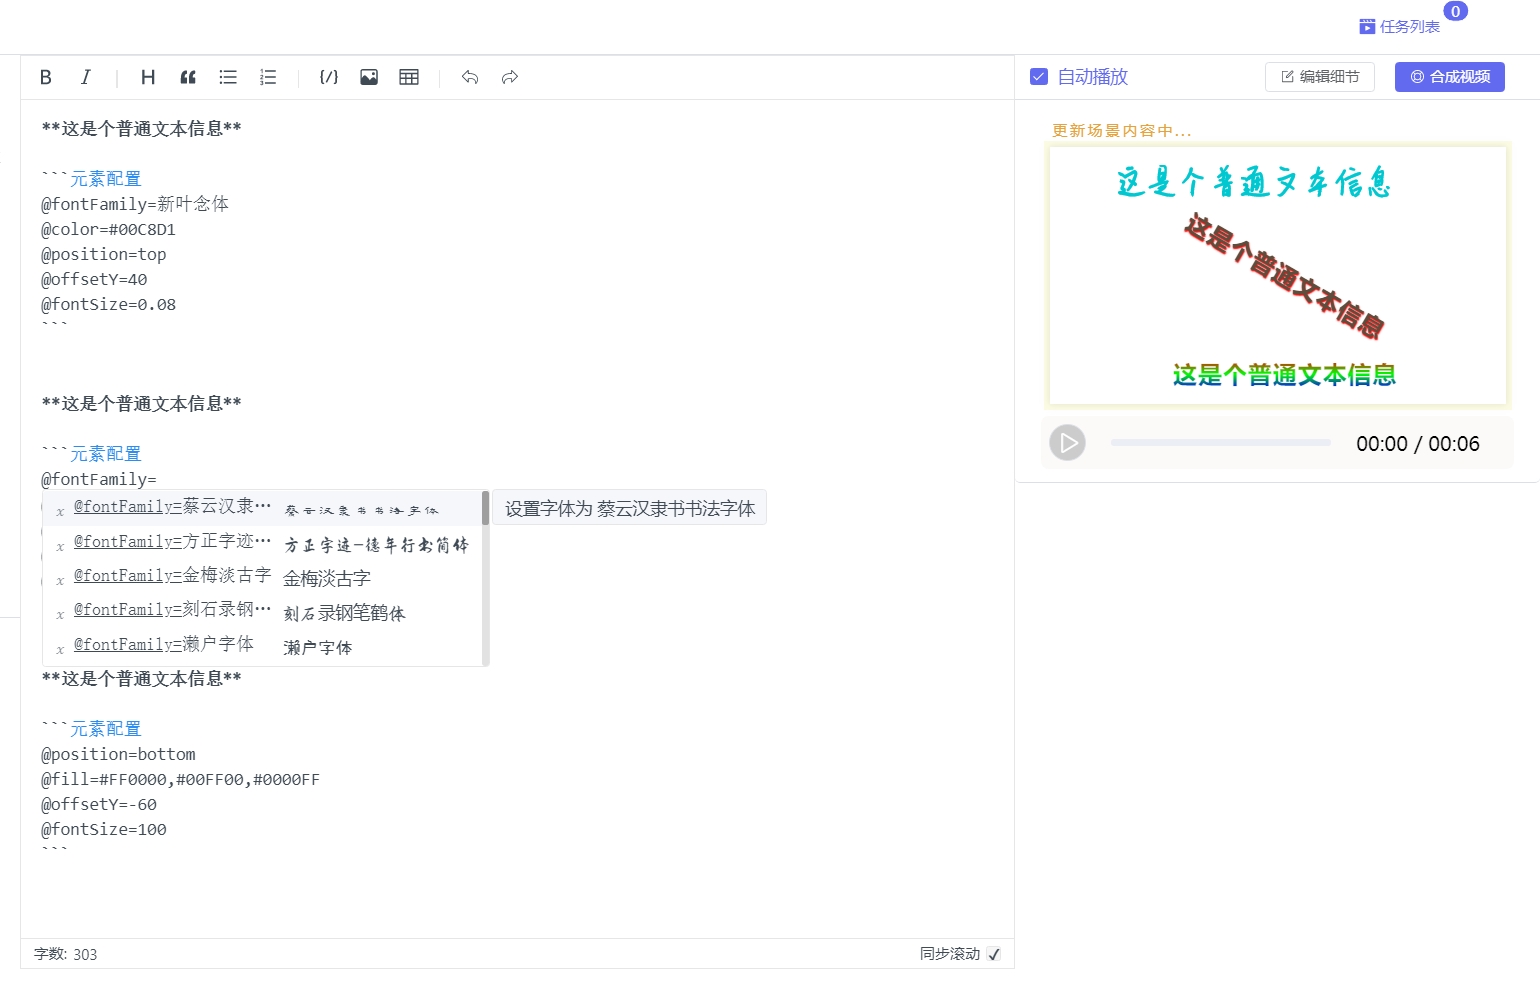 0
任务列表
自动播放
编辑细节
合成视频
**这是个普通文本信息**
```元素配置
@fontFamily=新叶念体
@color=#00C8D1
@position=top
@offsetY=40
@fontSize=0.08
```
**这是个普通文本信息**
```元素配置
@fontFamily=
@fontFamily=蔡云汉隶… 蔡云汉隶书书法字体
设置字体为 蔡云汉隶书书法字体
@fontFamily=方正字迹… 方正字迹-德年行书简体
@fontFamily=金梅淡古字 金梅淡古字
@fontFamily=刻石录钢… 刻石录钢笔鹤体
@fontFamily=濑户字体 濑户字体
**这是个普通文本信息**
```元素配置
@position=bottom
@fill=#FF0000,#00FF00,#0000FF
@offsetY=-60
@fontSize=100
```
字数: 303
同步滚动
更新场景内容中...
这是个普通文本信息
这是个普通文本信息
这是个普通文本信息
00:00 / 00:06